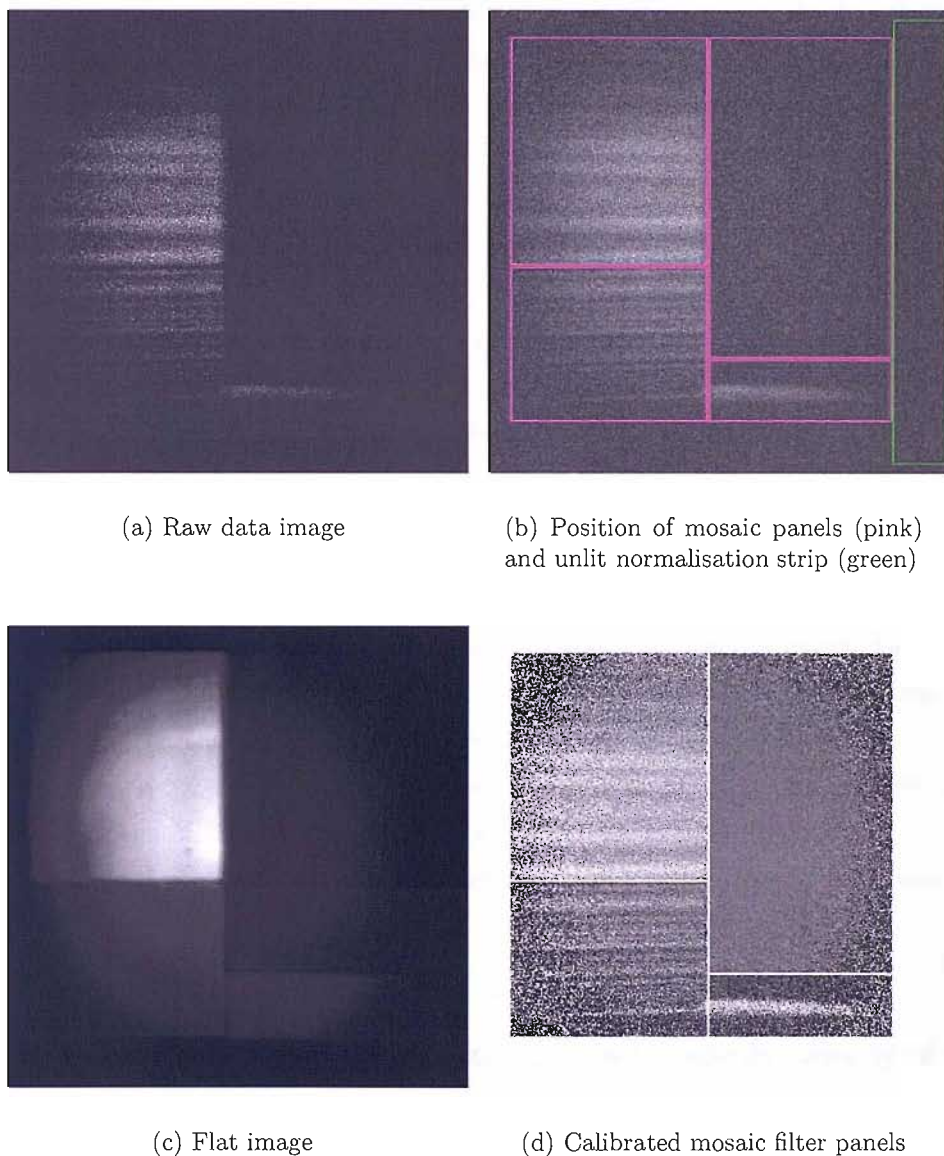 (a) Raw data image
(b) Position of mosaic panels (pink)
and unlit normalisation strip (green)
(c) Flat image
(d) Calibrated mosaic filter panels